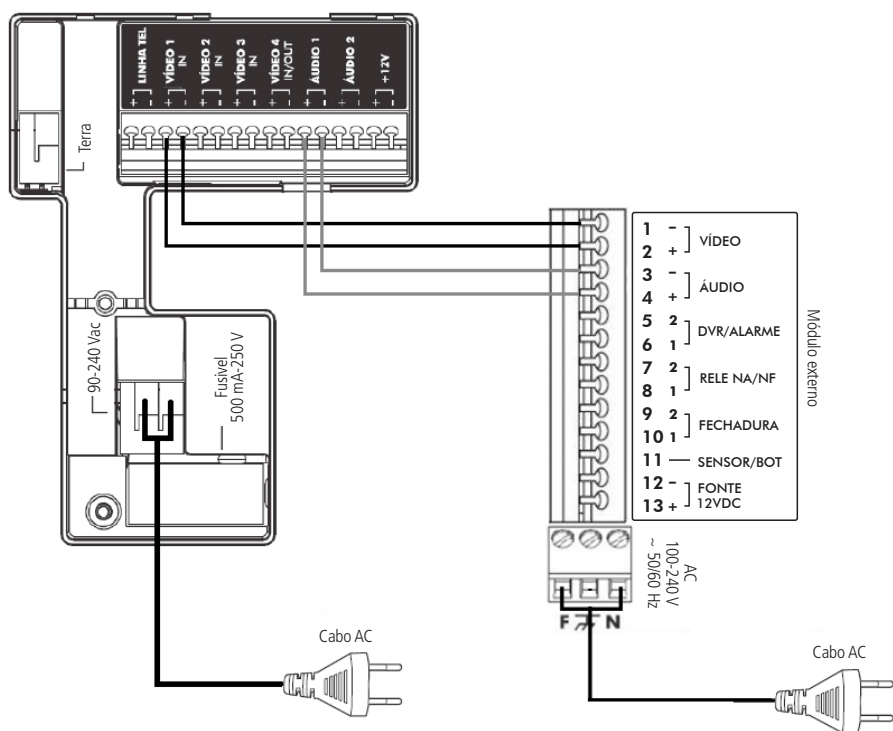 LINHA TEL
+ -
VÍDEO 1
IN
+ -
VÍDEO 2
IN
+ -
VÍDEO 3
IN
+ -
VÍDEO 4
IN/OUT
+ -
ÁUDIO 1
+ -
ÁUDIO 2
+ -
+12V
+ -
Terra
90-240 Vac
Fusível
500 mA-250 V
Cabo AC
1 -
2 +
VÍDEO
3 -
4 +
ÁUDIO
5 2
6 1
DVR/ALARME
7 2
8 1
RELE NA/NF
9 2
10 1
FECHADURA
11 — SENSOR/BOT
12 -
13 +
FONTE
12VDC
Módulo externo
AC
100-240 V
~ 50/60 Hz
F N
Cabo AC